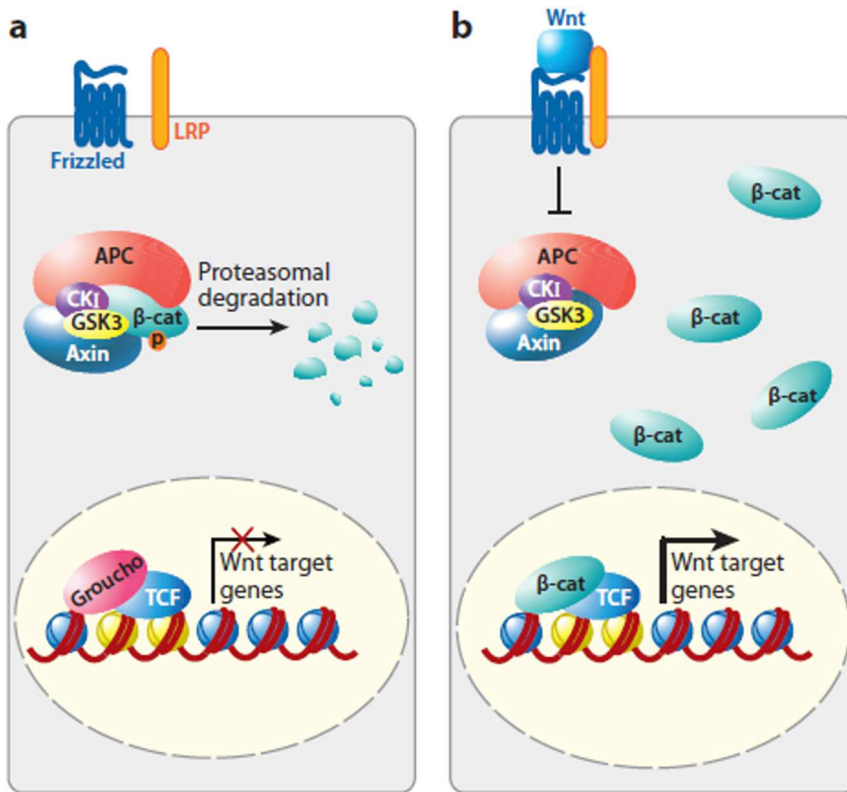 a
LRP
Frizzled
APC
CKI
GSK3
β-cat
P
Axin
Proteasomal
degradation
Groucho
TCF
Wnt target
genes
b
Wnt
β-cat
APC
CKI
GSK3
Axin
β-cat
β-cat
β-cat
β-cat
TCF
Wnt target
genes